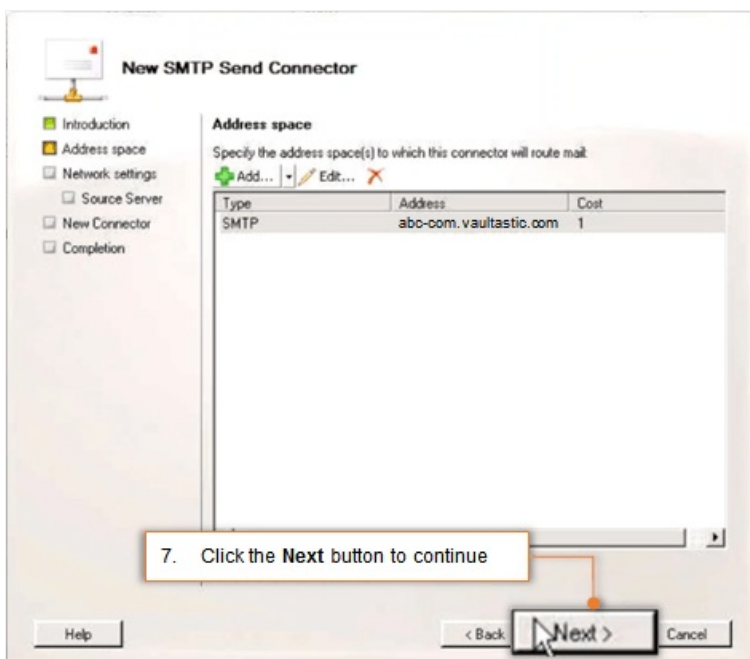 New SMTP Send Connector
Introduction
Address space
Network settings
Source Server
New Connector
Completion
Address space
Specify the address space(s) to which this connector will route mail:
Add... Edit...
Type Address Cost
SMTP abc-com.vaultastic.com 1
7. Click the Next button to continue
Help < Back Next > Cancel